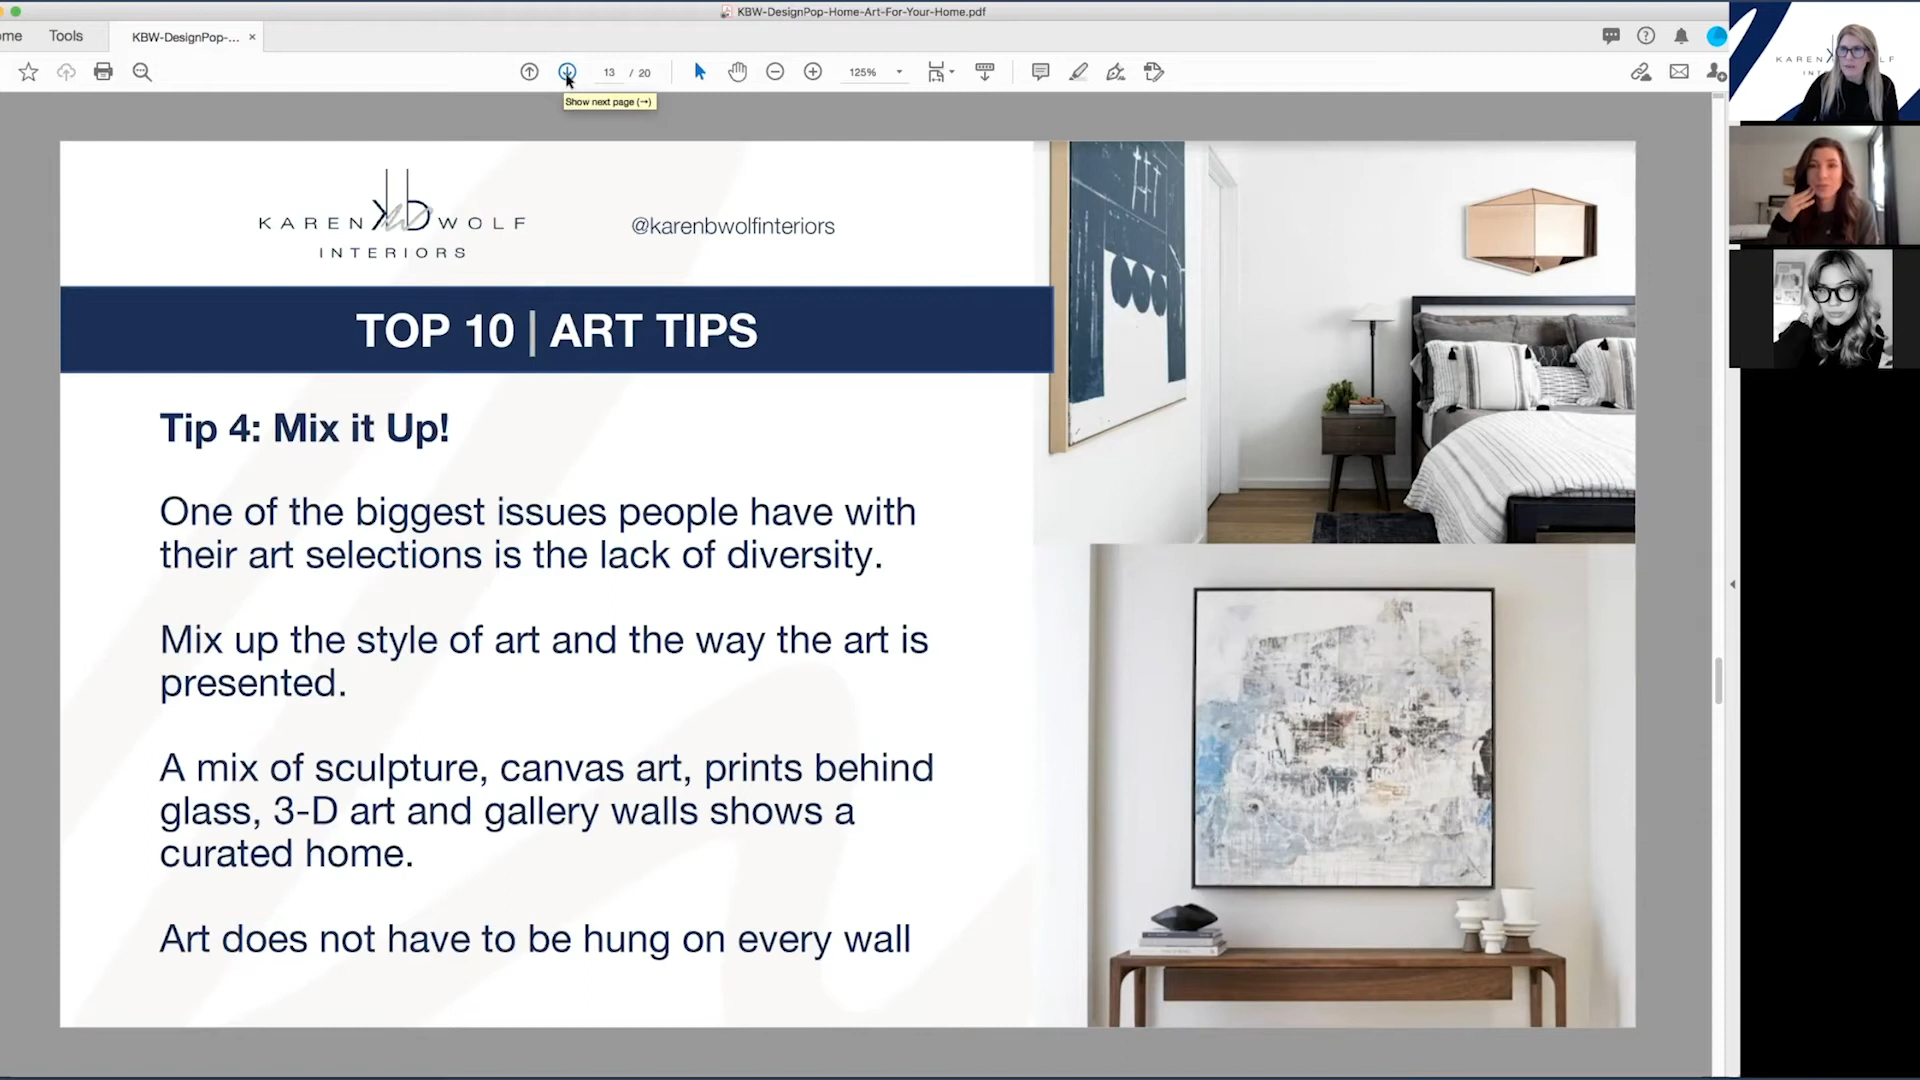 KBW-DesignPop-Home-Art-For-Your-Home.pdf
ome
Tools
KBW-DesignPop-... ×
13 / 20
125%
Show next page (→)
KAREN kb WOLF
INTERIORS
@karenbwolfinteriors
TOP 10 | ART TIPS
Tip 4: Mix it Up!
One of the biggest issues people have with
their art selections is the lack of diversity.
Mix up the style of art and the way the art is
presented.
A mix of sculpture, canvas art, prints behind
glass, 3-D art and gallery walls shows a
curated home.
Art does not have to be hung on every wall